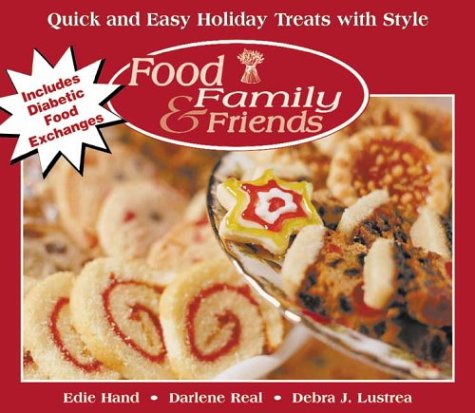 Quick and Easy Holiday Treats with Style
Food
Family
& Friends
Includes
Diabetic
Food
Exchanges
Edie Hand • Darlene Real • Debra J. Lustrea